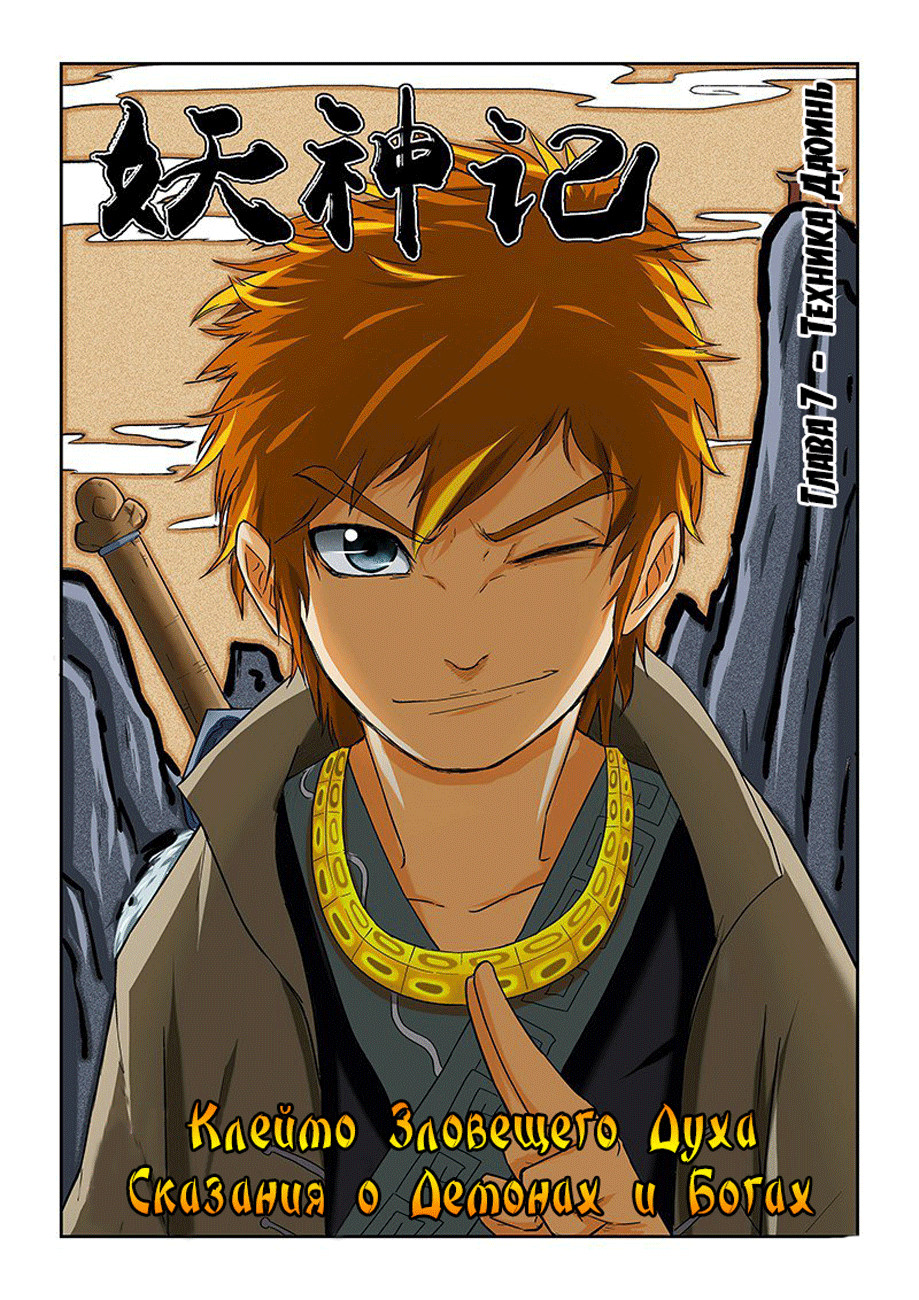 妖神记
Глава 7 - Техника Даоинь
Клеймо Зловещего Духа
Сказания о Демонах и Богах